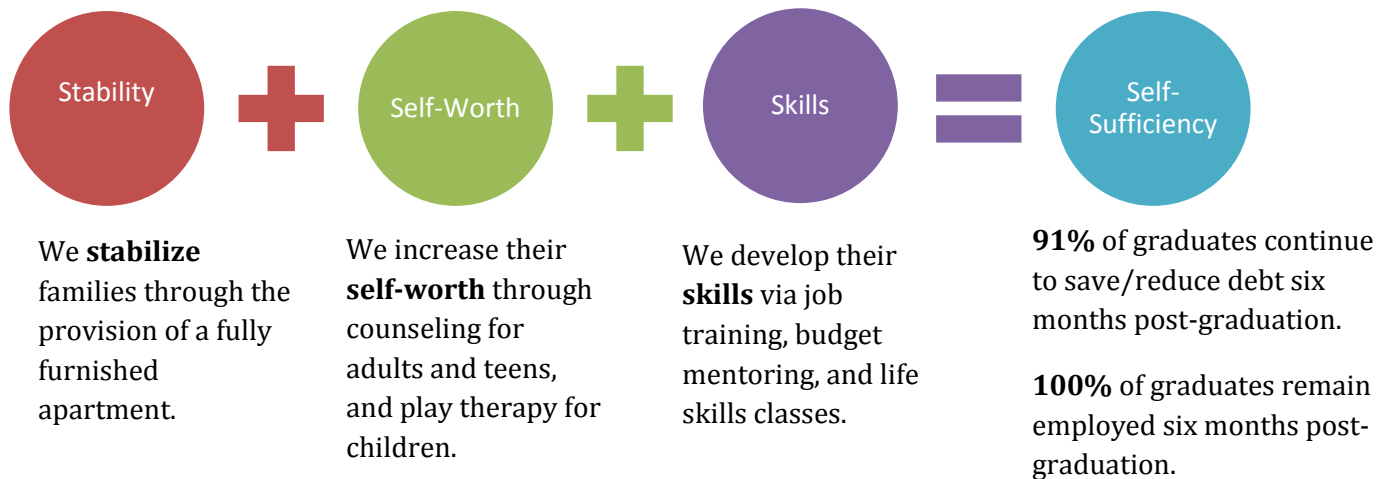 Stability
Self-Worth
Skills
Self-
Sufficiency
We stabilize
families through the
provision of a fully
furnished
apartment.
We increase their
self-worth through
counseling for
adults and teens,
and play therapy for
children.
We develop their
skills via job
training, budget
mentoring, and life
skills classes.
91% of graduates continue
to save/reduce debt six
months post-graduation.
100% of graduates remain
employed six months post-
graduation.